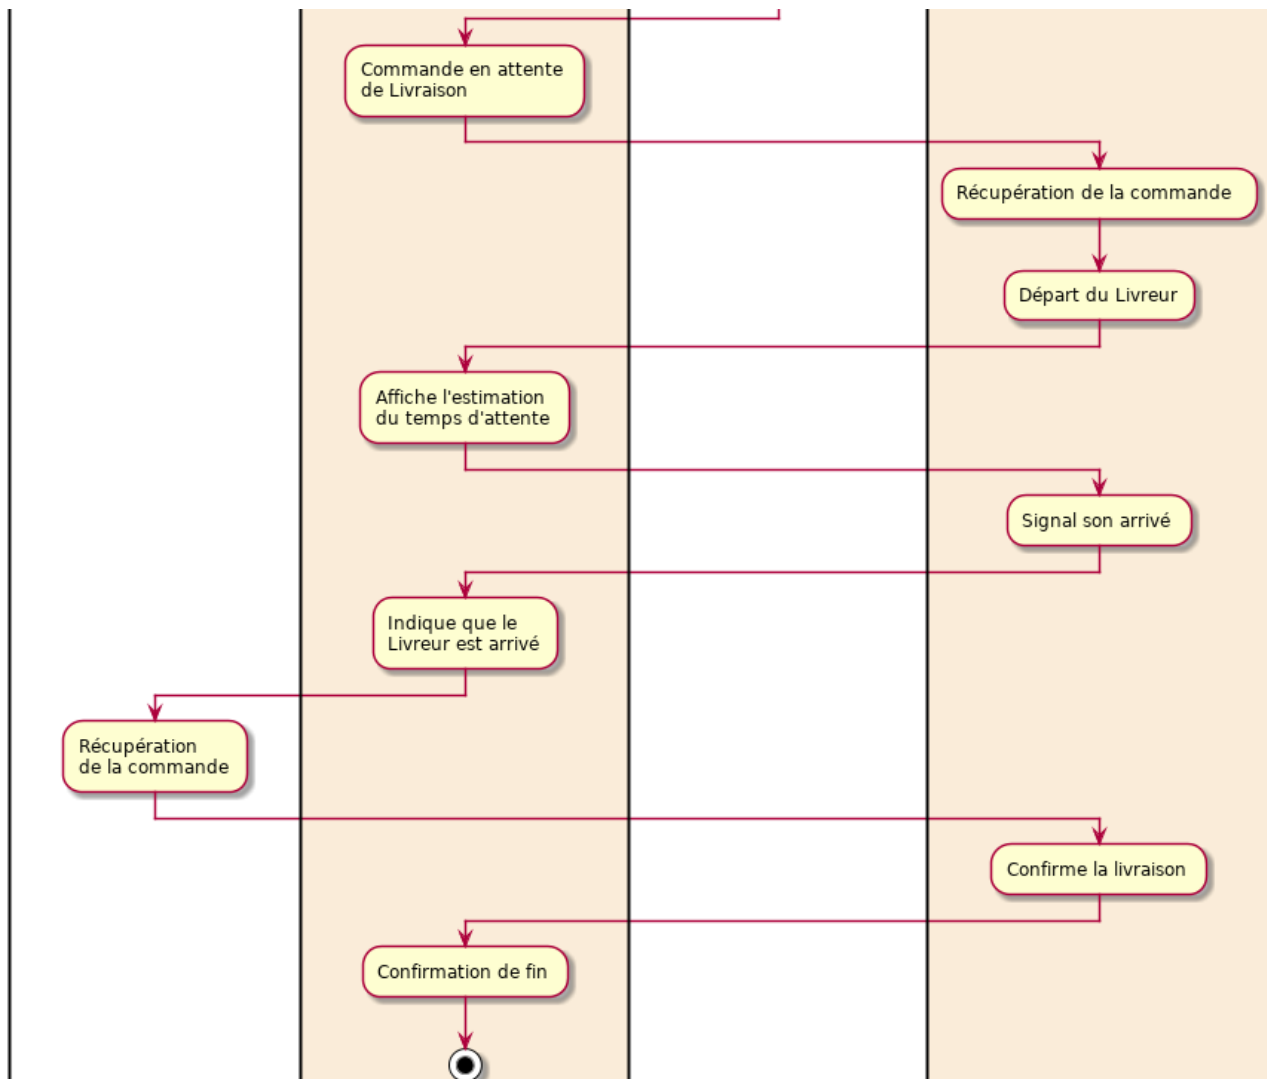 Commande en attente
de Livraison
Récupération de la commande
Départ du Livreur
Affiche l'estimation
du temps d'attente
Signal son arrivé
Indique que le
Livreur est arrivé
Récupération
de la commande
Confirme la livraison
Confirmation de fin